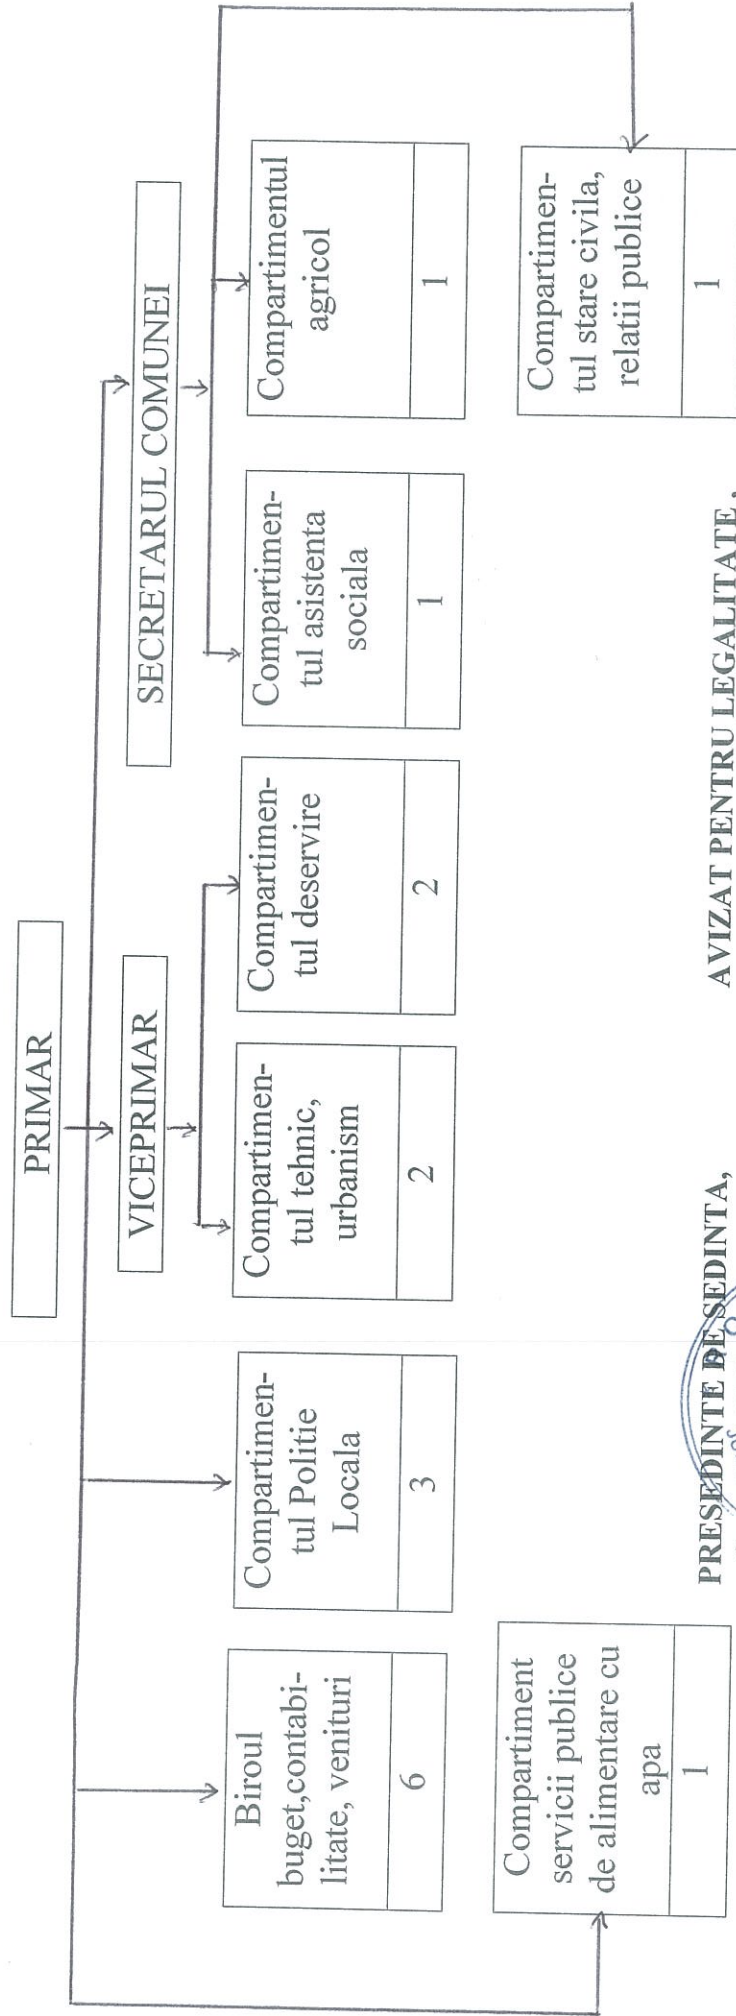 PRIMAR
VICEPRIMAR
SECRETARUL COMUNEI
Biroul
buget,contabi-
litate, venituri
6
Compartimen-
tul Politie
Locala
3
Compartimen-
tul tehnic,
urbanism
2
Compartimen-
tul deservire
2
Compartimen-
tul asistenta
sociala
1
Compartimentul
agricol
1
Compartiment
servicii publice
de alimentare cu
apa
1
Compartimen-
tul stare civila,
relatii publice
1
PRESEDINTE DE SEDINTA,
AVIZAT PENTRU LEGALITATE,